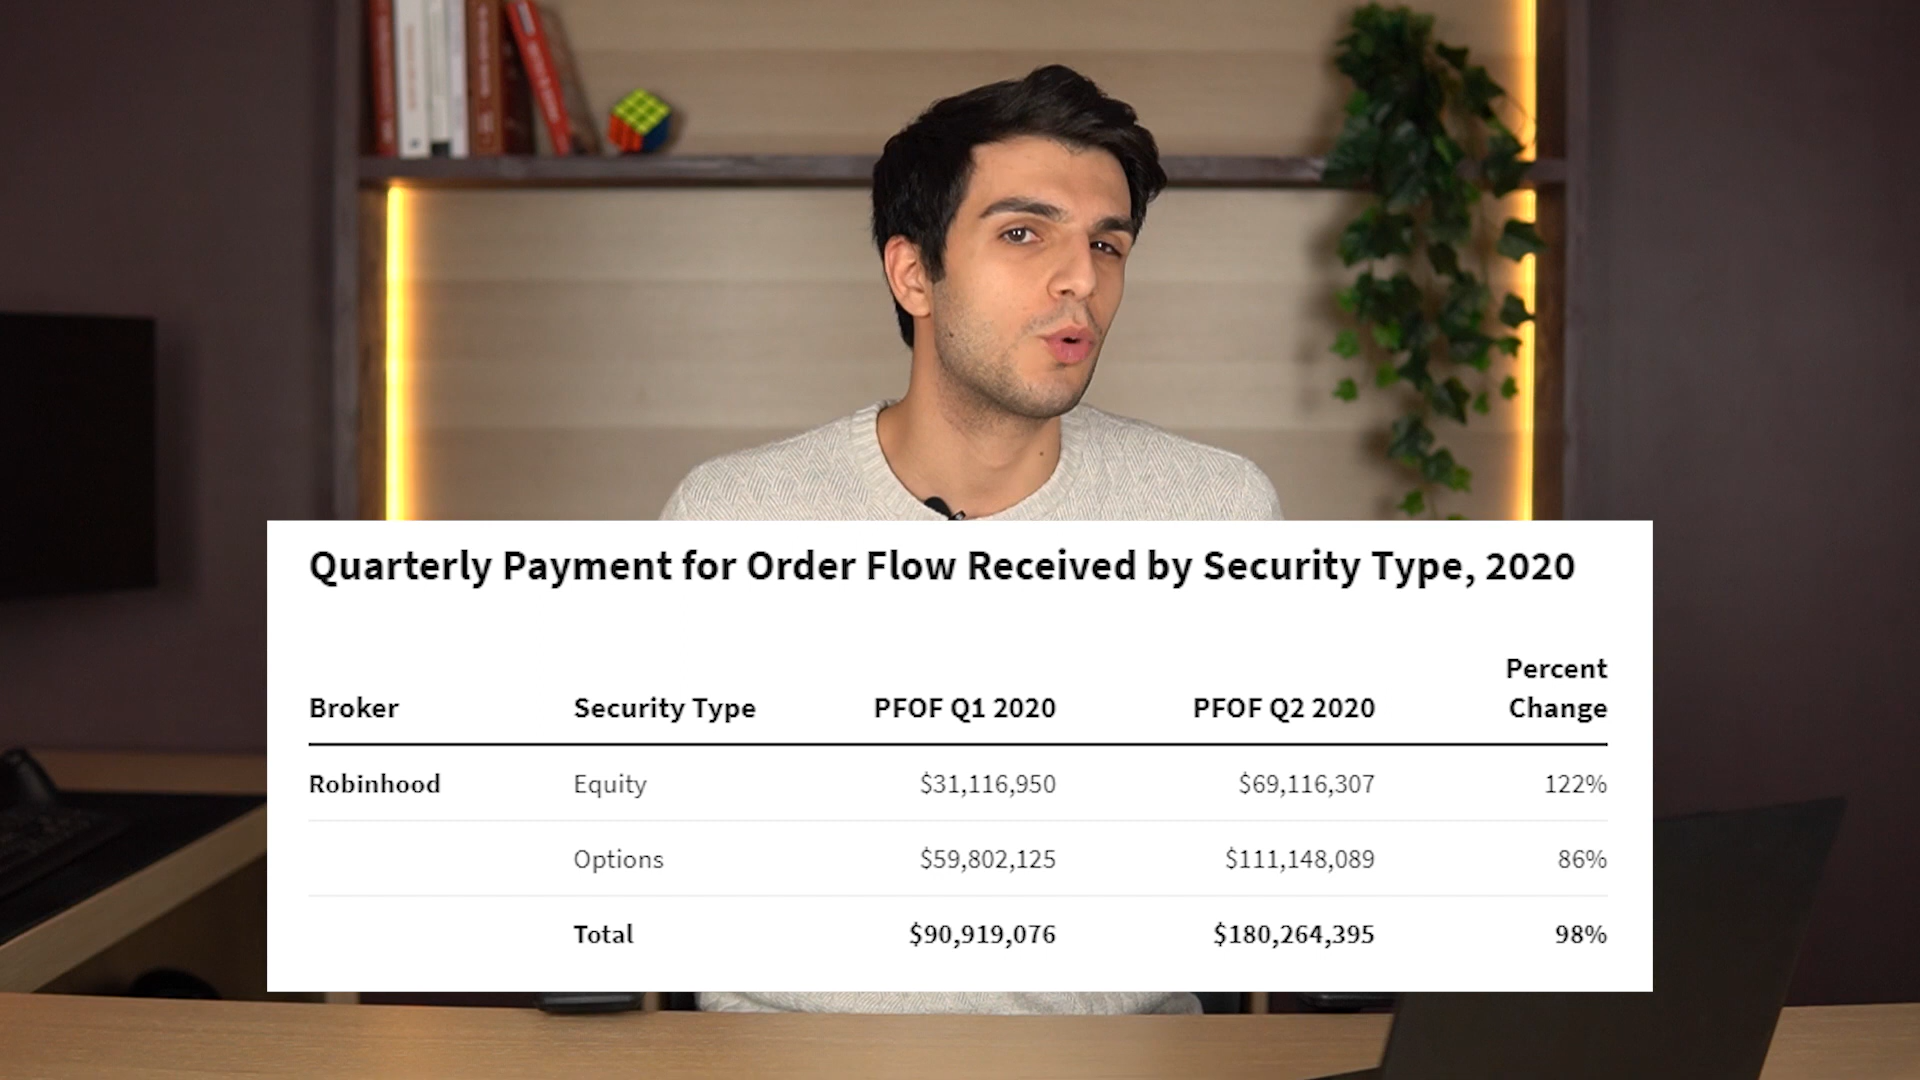 Quarterly Payment for Order Flow Received by Security Type, 2020
Broker Security Type PFOF Q1 2020 PFOF Q2 2020 Percent Change
Robinhood Equity $31,116,950 $69,116,307 122%
Options $59,802,125 $111,148,089 86%
Total $90,919,076 $180,264,395 98%